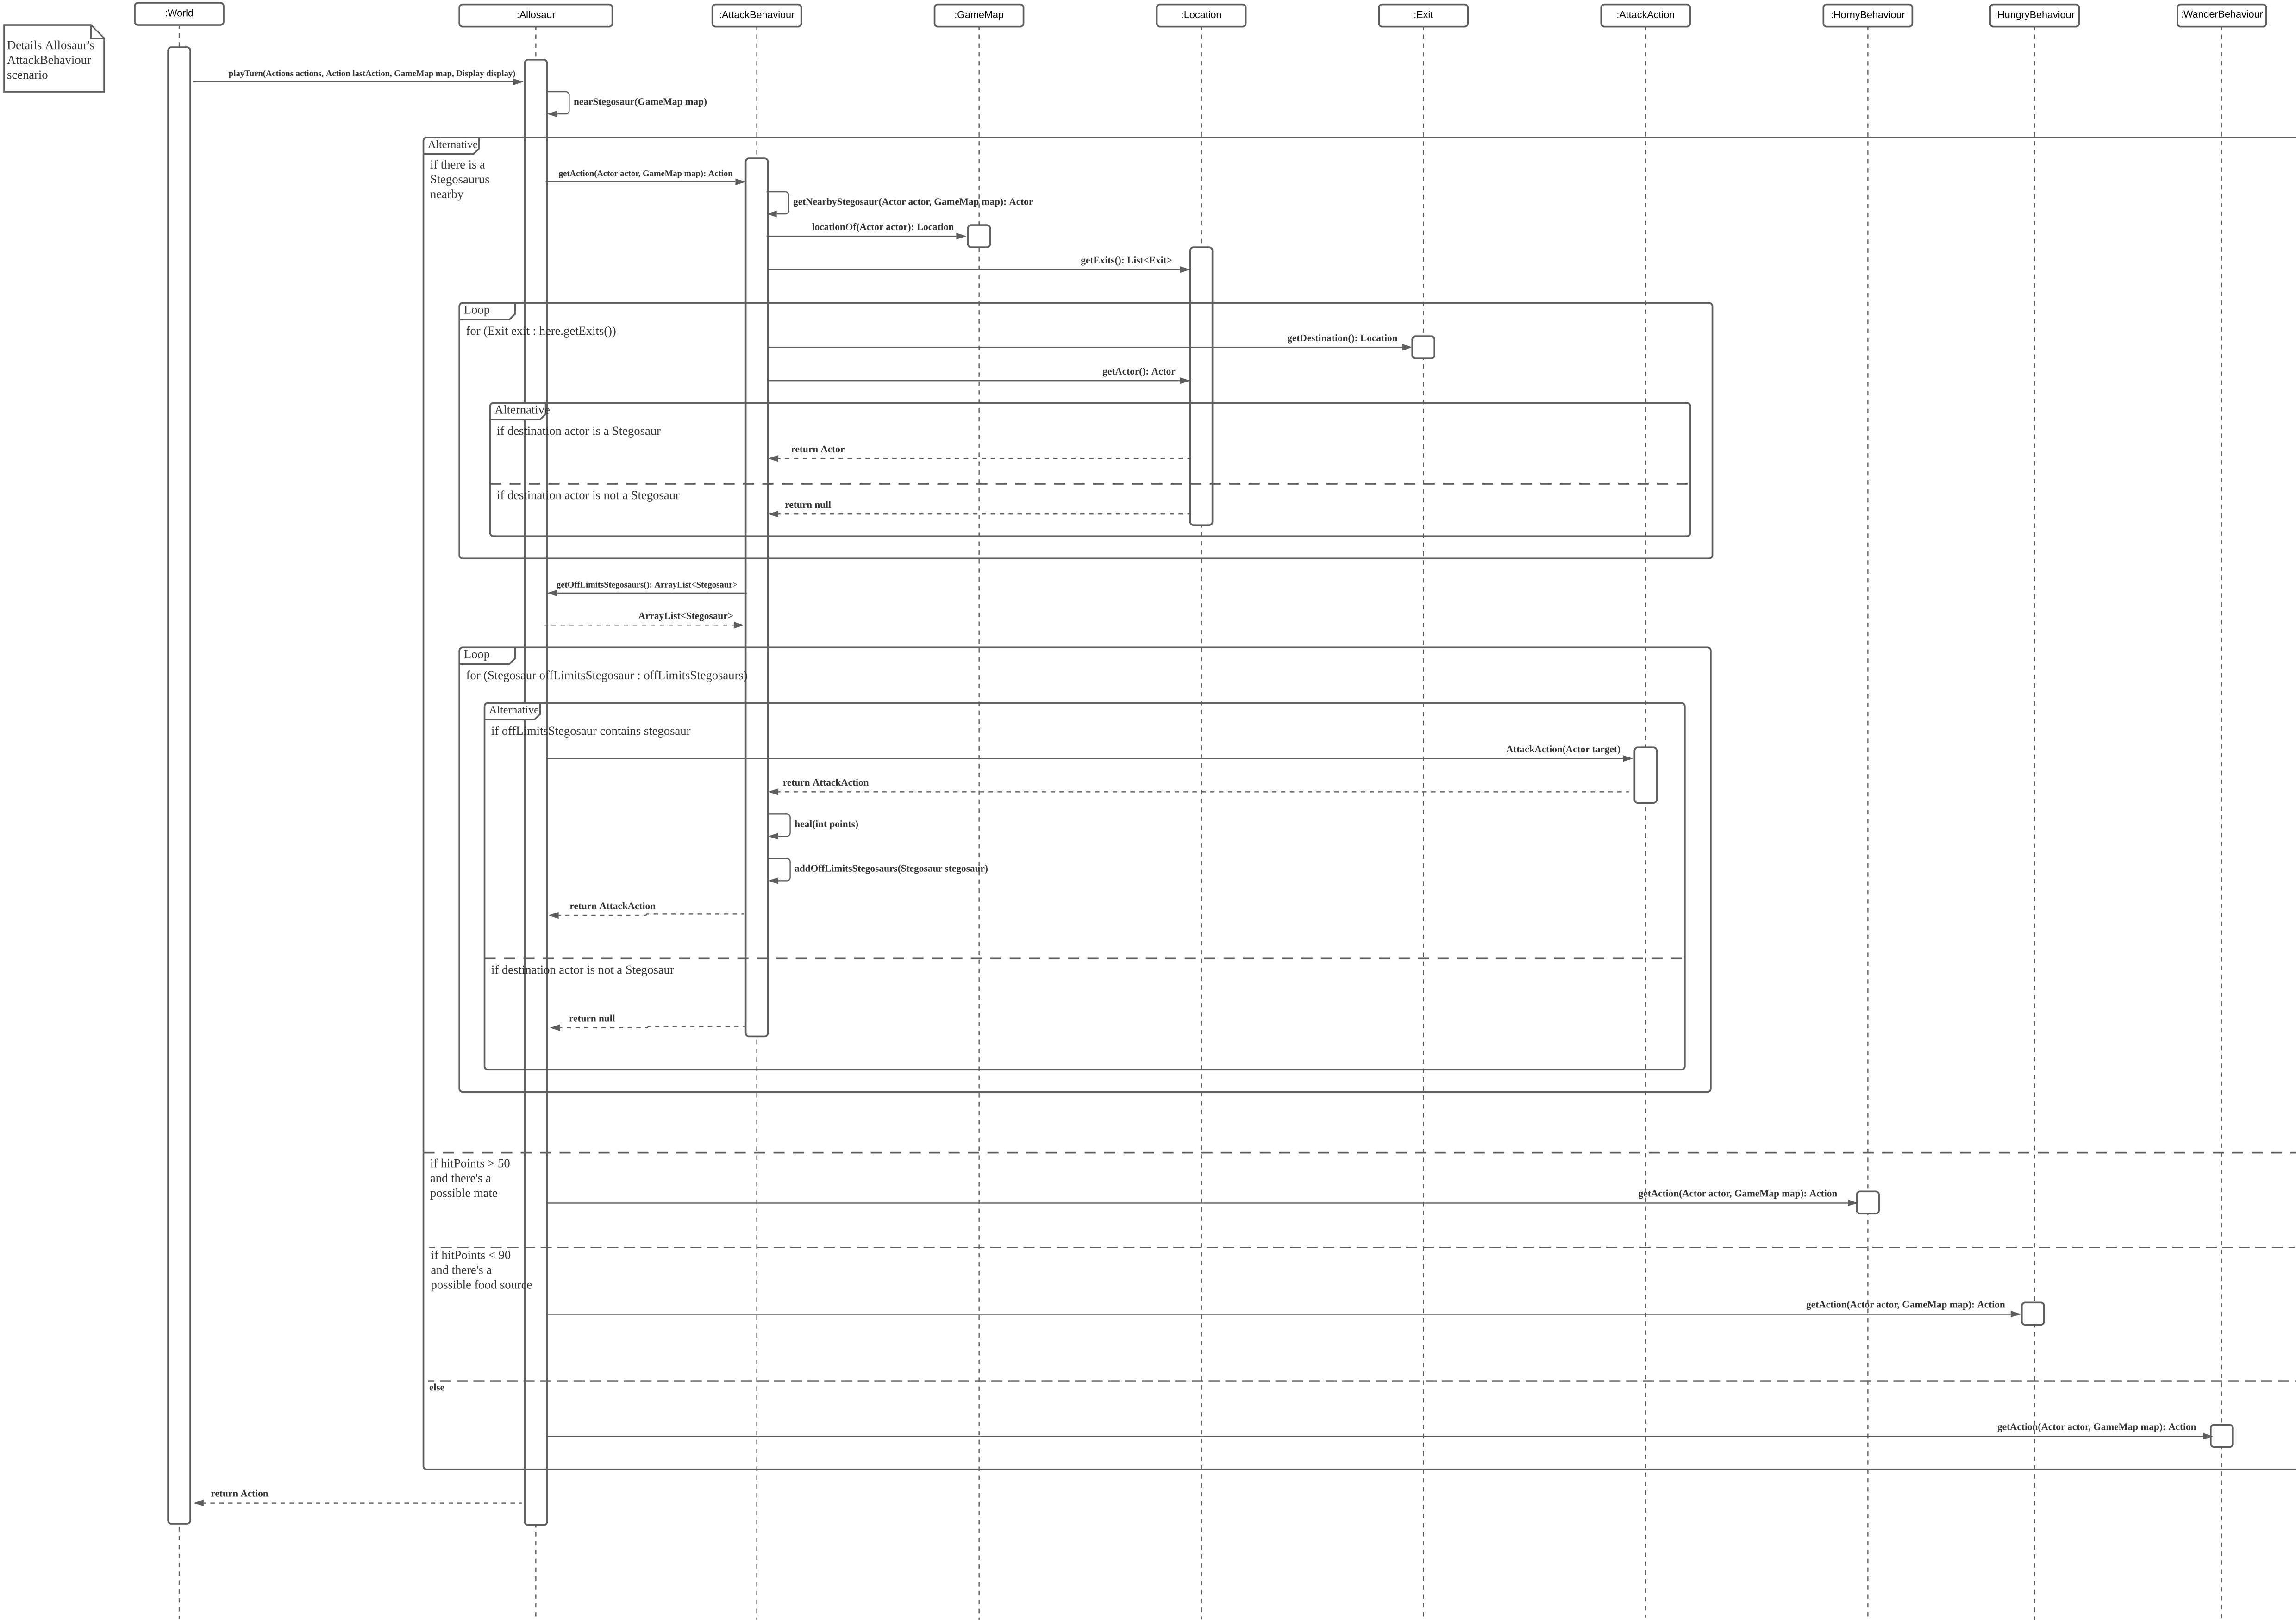 :World
:Allosaur
:AttackBehaviour
:GameMap
:Location
:Exit
:AttackAction
:HornyBehaviour
:HungryBehaviour
:WanderBehaviour
Details Allosaur's
AttackBehaviour
scenario
playTurn(Actions actions, Action lastAction, GameMap map, Display display)
nearStegosaur(GameMap map)
Alternative
if there is a
Stegosaurus
nearby
getAction(Actor actor, GameMap map): Action
getNearbyStegosaur(Actor actor, GameMap map): Actor
locationOf(Actor actor): Location
getExits(): List<Exit>
Loop
for (Exit exit : here.getExits())
getDestination(): Location
getActor(): Actor
Alternative
if destination actor is a Stegosaur
return Actor
if destination actor is not a Stegosaur
return null
getOffLimitsStegosaurs(): ArrayList<Stegosaur>
ArrayList<Stegosaur>
Loop
for (Stegosaur offLimitsStegosaur : offLimitsStegosaurs)
Alternative
if offLimitsStegosaur contains stegosaur
AttackAction(Actor target)
return AttackAction
heal(int points)
addOffLimitsStegosaurs(Stegosaur stegosaur)
return AttackAction
if destination actor is not a Stegosaur
return null
if hitPoints > 50
and there's a
possible mate
getAction(Actor actor, GameMap map): Action
if hitPoints < 90
and there's a
possible food source
getAction(Actor actor, GameMap map): Action
else
getAction(Actor actor, GameMap map): Action
return Action